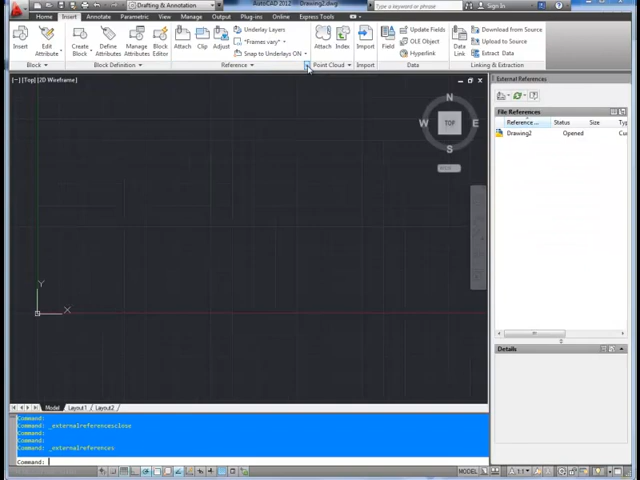 Drafting & Annotation
AutoCAD 2012 Drawing2.dwg
Type a keyword or phrase
Sign In
Home Insert Annotate Parametric View Manage Output Plug-ins Online Express Tools
Insert
Edit Attribute
Create Block
Define Attributes
Manage Attributes
Block Editor
Attach
Clip
Adjust
Underlay Layers
*Frames vary*
Snap to Underlays ON
Attach
Index
Import
Field
Update Fields
OLE Object
Hyperlink
Data Link
Download from Source
Upload to Source
Extract Data
Block
Block Definition
Reference
Point Cloud
Import
Data
Linking & Extraction
[−] [Top] [2D Wireframe]
External References
N
W TOP E
S
File References
Reference... Status Size Ty
Drawing2 Opened Cu
Y
X
Details
Model Layout1 Layout2
Command:
Command: _externalreferencesclose
Command:
Command:
Command: _externalreferences
Command:
MODEL
1:1